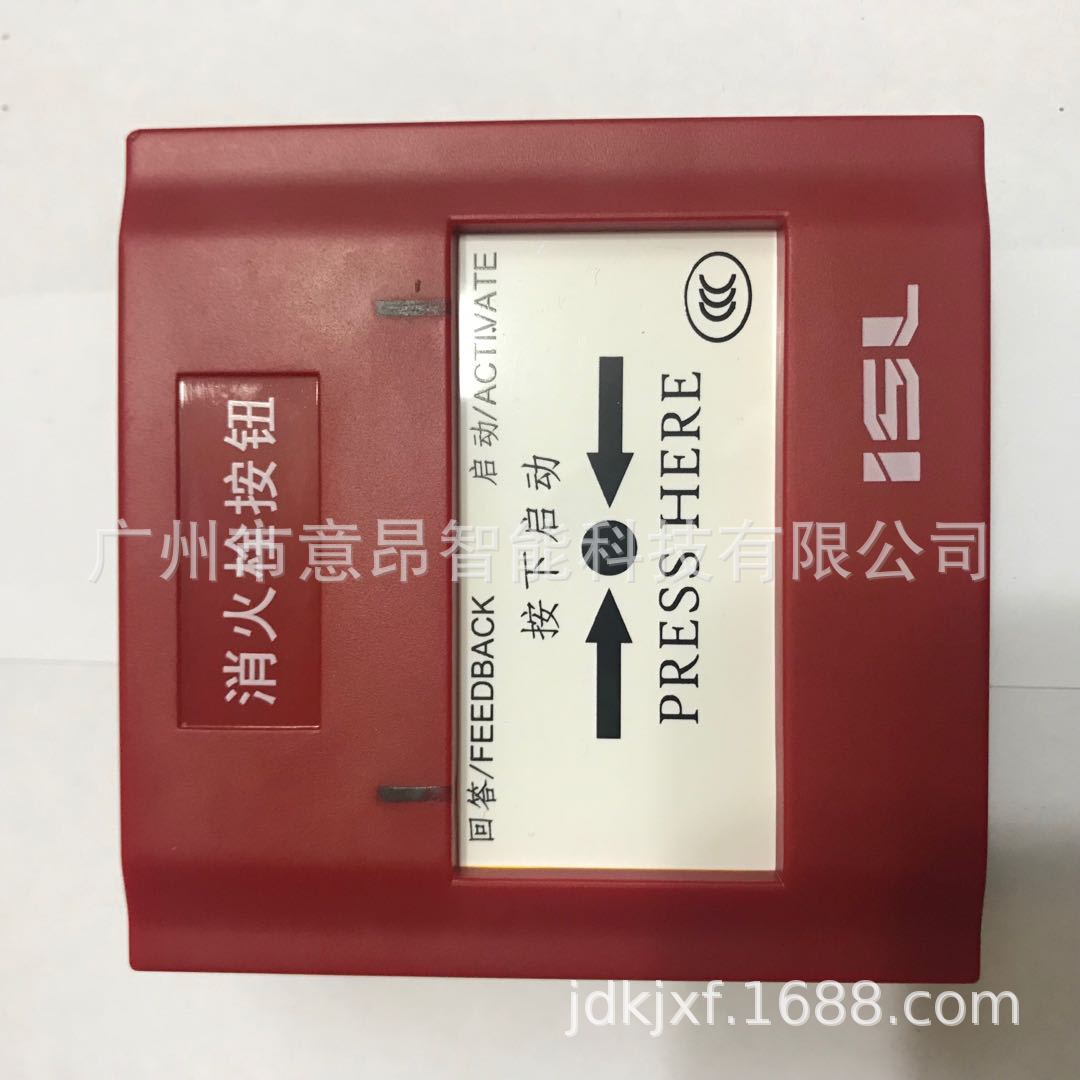 消火栓按钮
回答/FEEDBACK 启动/ACTIVATE
按下启动
PRESS HERE
CCC
ISL
广州市意昂智能科技有限公司
jdkjxf.1688.com